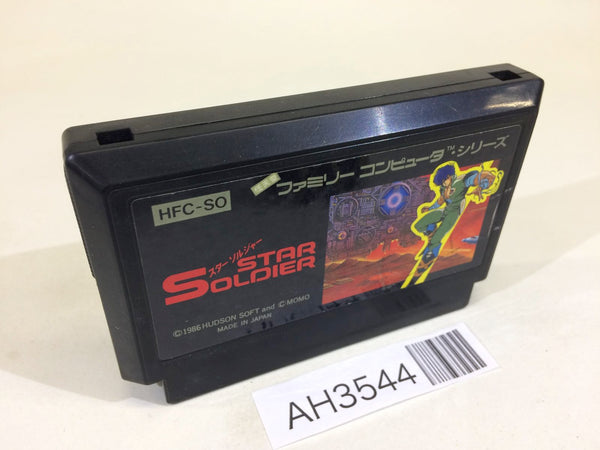 HFC-SO
ファミリー コンピュータ™ シリーズ
スターソルジャー
STAR
SOLDIER
©1986 HUDSON SOFT and ©MOMO
MADE IN JAPAN
AH3544